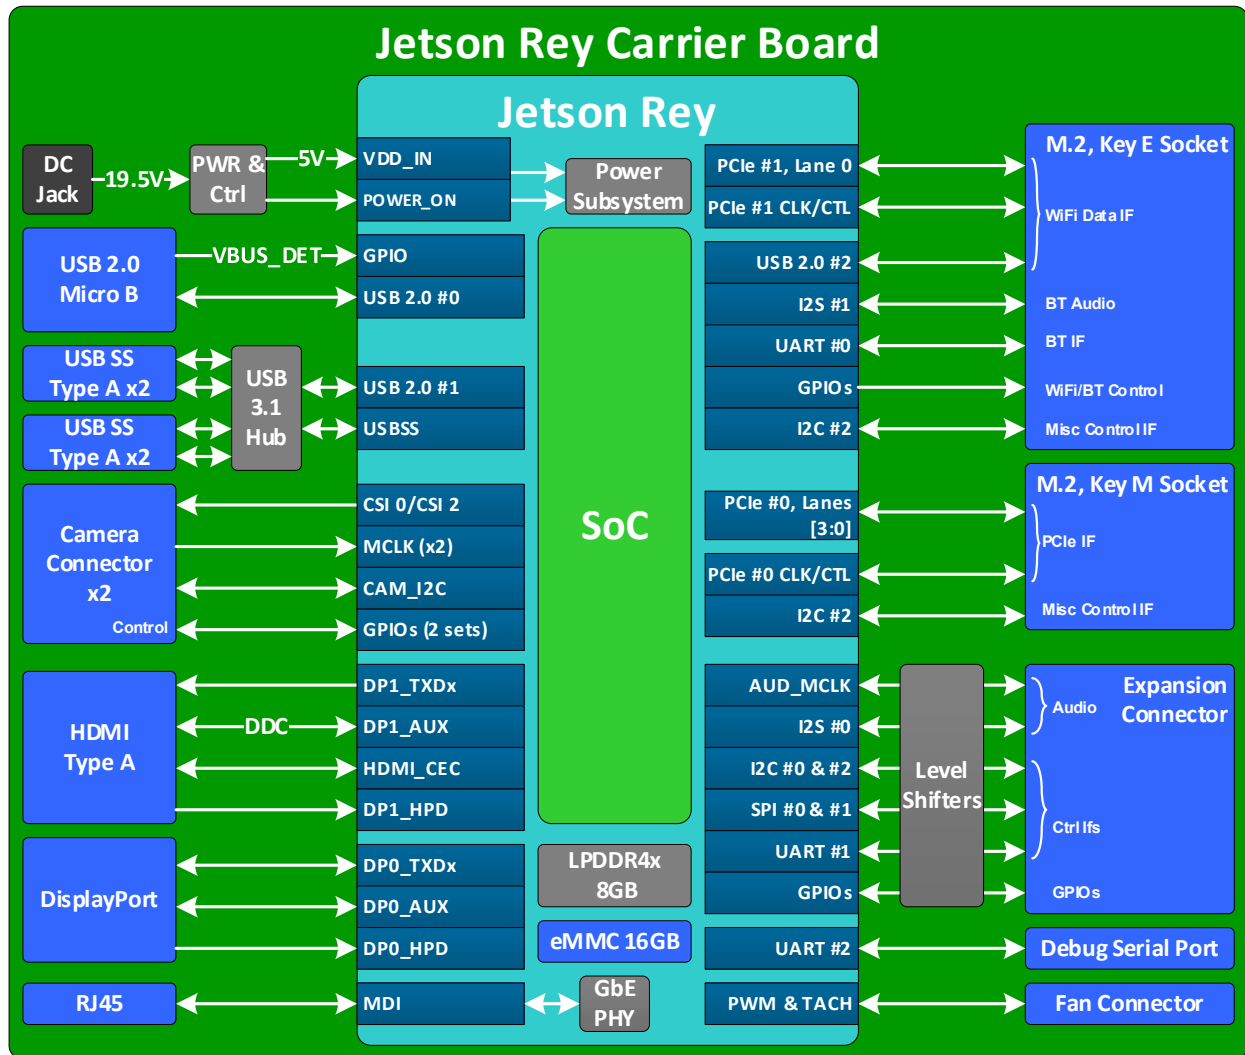 Jetson Rey Carrier Board
Jetson Rey
DC
Jack
19.5V
PWR &
Ctrl
5V
VDD_IN
POWER_ON
Power
Subsystem
USB 2.0
Micro B
VBUS_DET
GPIO
USB 2.0 #0
USB SS
Type A x2
USB SS
Type A x2
USB
3.1
Hub
USB 2.0 #1
USBSS
Camera
Connector
x2
Control
CSI 0/CSI 2
MCLK (x2)
CAM_I2C
GPIOs (2 sets)
HDMI
Type A
DDC
DP1_TXDx
DP1_AUX
HDMI_CEC
DP1_HPD
DisplayPort
DP0_TXDx
DP0_AUX
DP0_HPD
RJ45
MDI
GbE
PHY
SoC
LPDDR4x
8GB
eMMC 16GB
PCIe #1, Lane 0
PCIe #1 CLK/CTL
USB 2.0 #2
I2S #1
UART #0
GPIOs
I2C #2
M.2, Key E Socket
WiFi Data IF
BT Audio
BT IF
WiFi/BT Control
Misc Control IF
PCIe #0, Lanes
[3:0]
PCIe #0 CLK/CTL
I2C #2
M.2, Key M Socket
PCIe IF
Misc Control IF
AUD_MCLK
I2S #0
I2C #0 & #2
SPI #0 & #1
UART #1
GPIOs
Level
Shifters
Expansion
Connector
Audio
Ctrl Ifs
GPIOs
UART #2
Debug Serial Port
PWM & TACH
Fan Connector